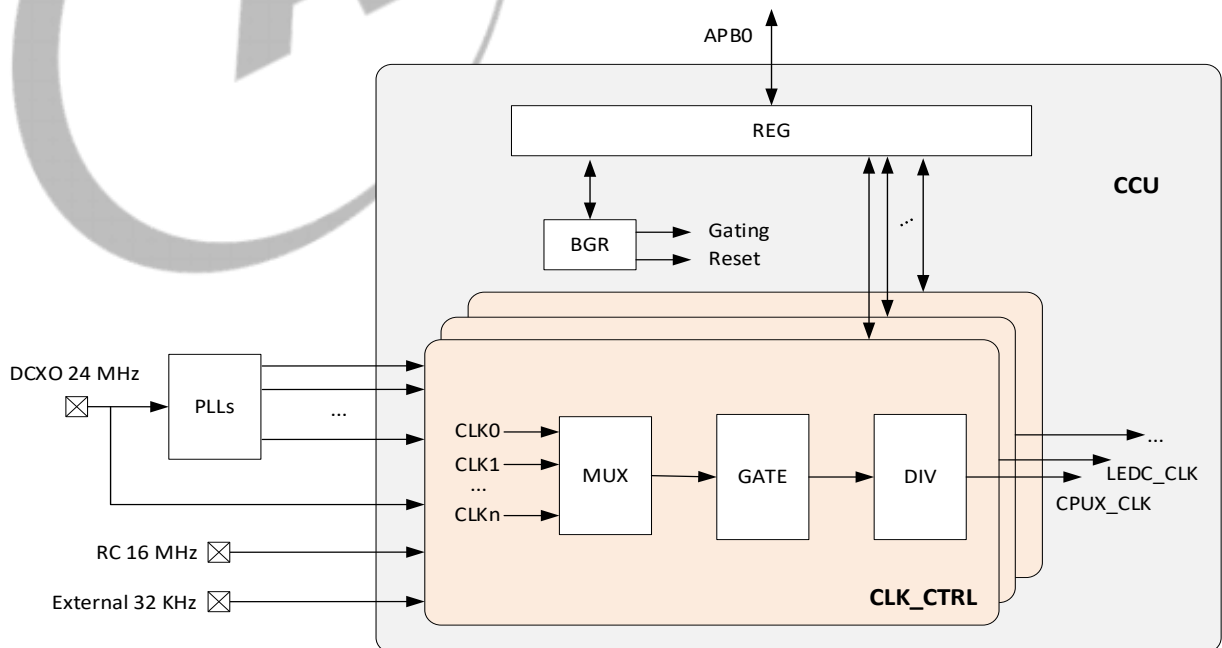 APB0
REG
CCU
BGR
Gating
Reset
DCXO 24 MHz
PLLs
...
...
CLK0
CLK1
...
CLKn
MUX
GATE
DIV
...
LEDC_CLK
CPUX_CLK
RC 16 MHz
External 32 KHz
CLK_CTRL